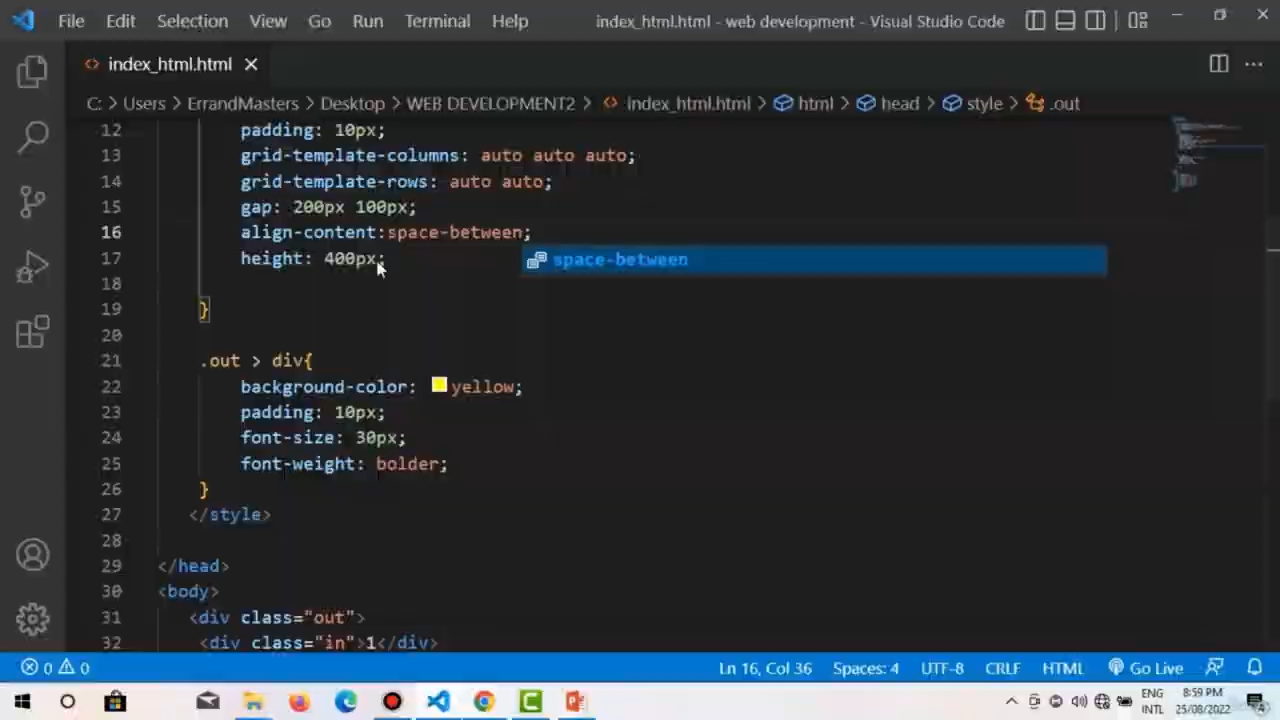 File Edit Selection View Go Run Terminal Help index_html.html - web development - Visual Studio Code
index_html.html
C: > Users > ErrandMasters > Desktop > WEB DEVELOPMENT2 > index_html.html > html > head > style > .out
12 padding: 10px;
13 grid-template-columns: auto auto auto;
14 grid-template-rows: auto auto;
15 gap: 200px 100px;
16 align-content:space-between;
17 height: 400px;
space-between
18
19 }
20
21 .out > div{
22 background-color: yellow;
23 padding: 10px;
24 font-size: 30px;
25 font-weight: bolder;
26 }
27 </style>
28
29 </head>
30 <body>
31 <div class="out">
32 <div class="in">1</div>
0 0 Ln 16, Col 36 Spaces: 4 UTF-8 CRLF HTML Go Live
ENG 8:59 PM
INTL 25/08/2022